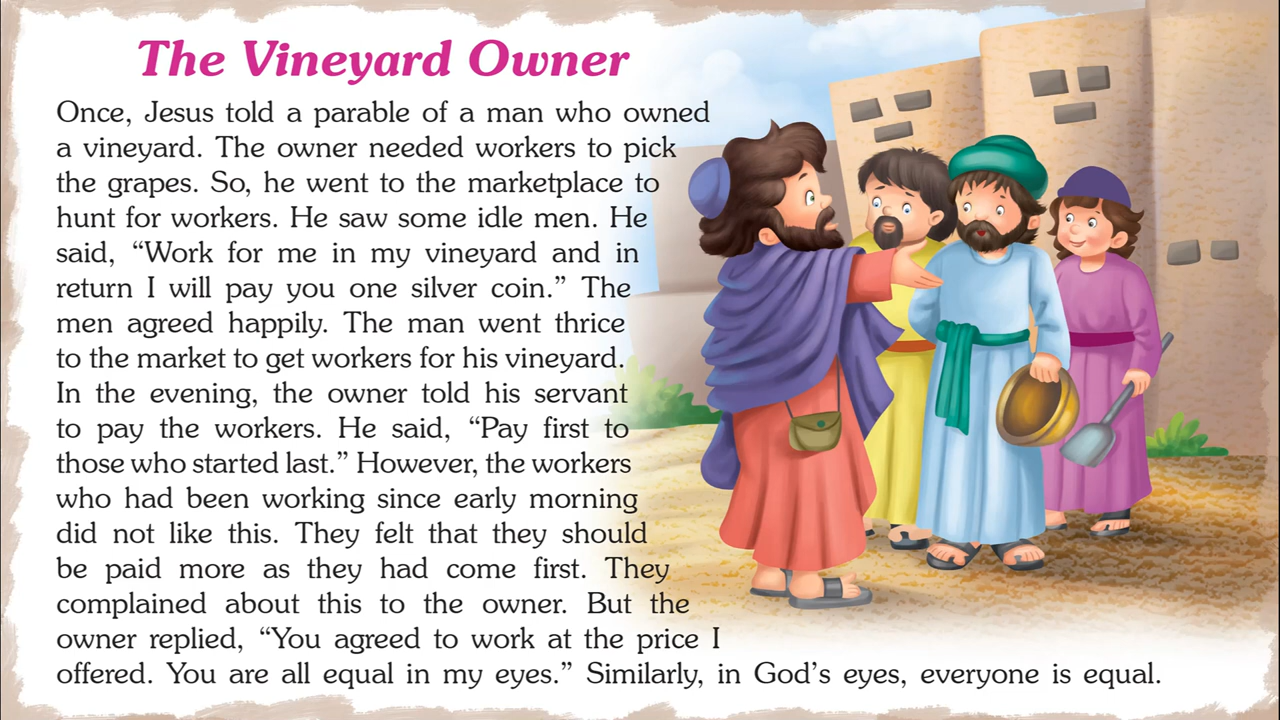 The Vineyard Owner
Once, Jesus told a parable of a man who owned
a vineyard. The owner needed workers to pick
the grapes. So, he went to the marketplace to
hunt for workers. He saw some idle men. He
said, “Work for me in my vineyard and in
return I will pay you one silver coin.” The
men agreed happily. The man went thrice
to the market to get workers for his vineyard.
In the evening, the owner told his servant
to pay the workers. He said, “Pay first to
those who started last.” However, the workers
who had been working since early morning
did not like this. They felt that they should
be paid more as they had come first. They
complained about this to the owner. But the
owner replied, “You agreed to work at the price I
offered. You are all equal in my eyes.” Similarly, in God’s eyes, everyone is equal.